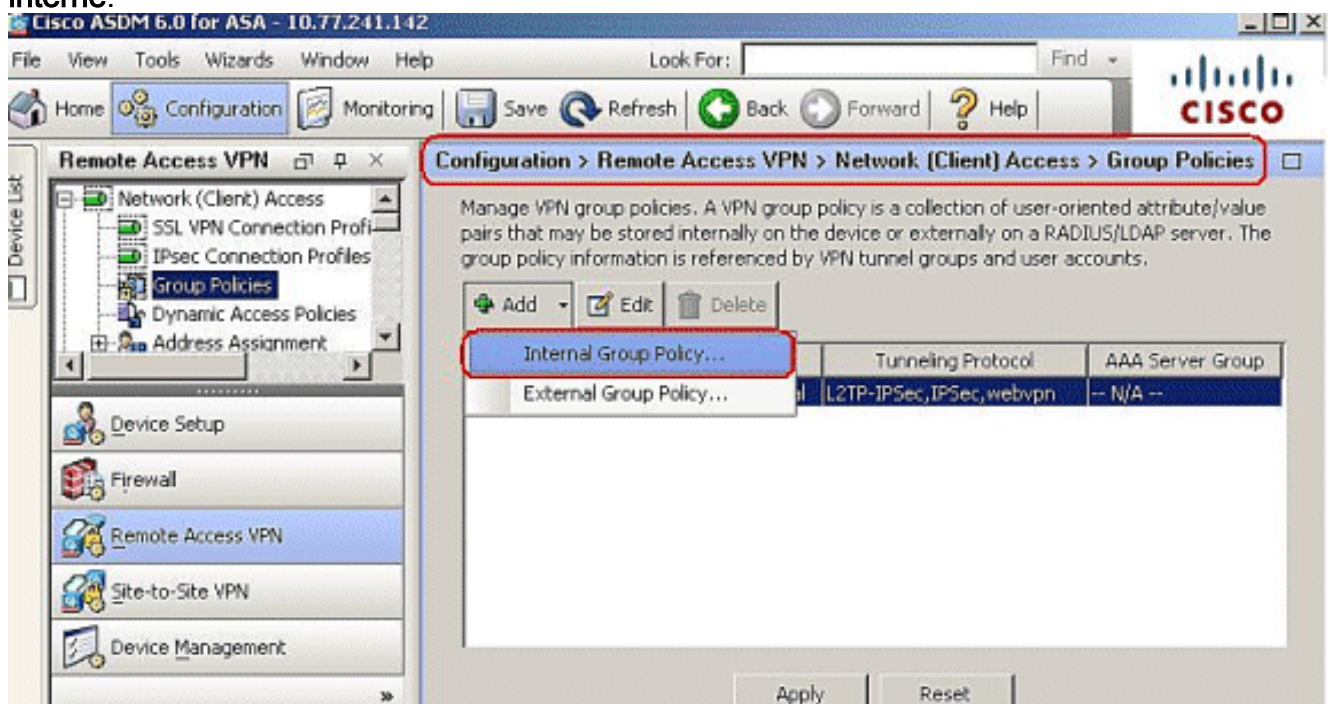 interne.
Cisco ASDM 6.0 for ASA - 10.77.241.142
File View Tools Wizards Window Help Look For: Find
Home Configuration Monitoring Save Refresh Back Forward Help
CISCO
Device List
Remote Access VPN
Network (Client) Access
SSL VPN Connection Profi
IPsec Connection Profiles
Group Policies
Dynamic Access Policies
Address Assignment
Device Setup
Firewall
Remote Access VPN
Site-to-Site VPN
Device Management
Configuration > Remote Access VPN > Network (Client) Access > Group Policies
Manage VPN group policies. A VPN group policy is a collection of user-oriented attribute/value
pairs that may be stored internally on the device or externally on a RADIUS/LDAP server. The
group policy information is referenced by VPN tunnel groups and user accounts.
Add Edit Delete
Internal Group Policy...
External Group Policy...
Tunneling Protocol AAA Server Group
L2TP-IPSec,IPSec,webvpn -- N/A --
Apply Reset